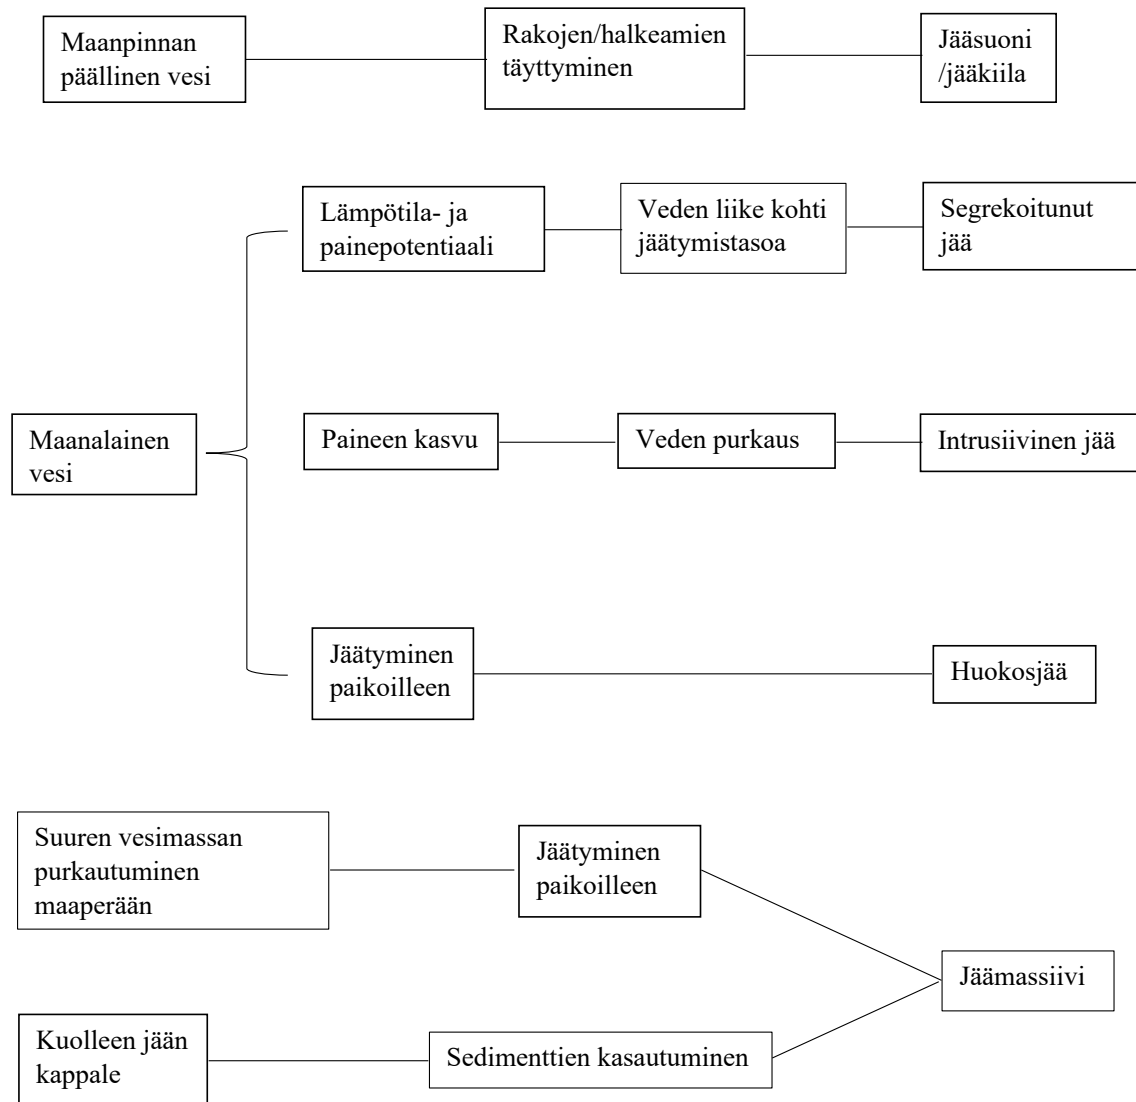 Maanpinnan
päällinen vesi
Rakojen/halkeamien
täyttyminen
Jääsuoni
/jääkiila
Lämpötila- ja
painepotentiaali
Veden liike kohti
jäätymistasoa
Segrekoitunut
jää
Maanalainen
vesi
Paineen kasvu
Veden purkaus
Intrusiivinen jää
Jäätyminen
paikoilleen
Huokosjää
Suuren vesimassan
purkautuminen
maaperään
Jäätyminen
paikoilleen
Jäämassiivi
Kuolleen jään
kappale
Sedimenttien kasautuminen